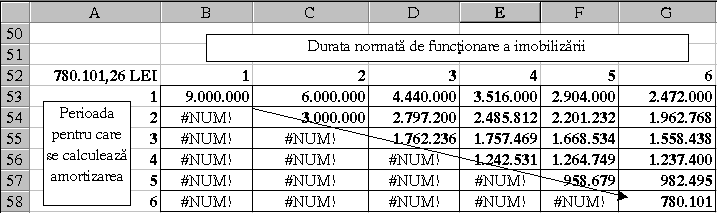 A B C D E F G
50
Durata normată de funcționare a imobilizării
51
52 780.101,26 LEI 1 2 3 4 5 6
53 1 9.000.000 6.000.000 4.440.000 3.516.000 2.904.000 2.472.000
54 2 #NUM! 3.000.000 2.797.200 2.485.812 2.201.232 1.962.768
55 3 #NUM! #NUM! 1.762.236 1.757.469 1.668.534 1.558.438
56 4 #NUM! #NUM! #NUM! 1.242.531 1.264.749 1.237.400
57 5 #NUM! #NUM! #NUM! #NUM! 958.679 982.495
58 6 #NUM! #NUM! #NUM! #NUM! #NUM! 780.101
Perioada
pentru care
se calculează
amortizarea